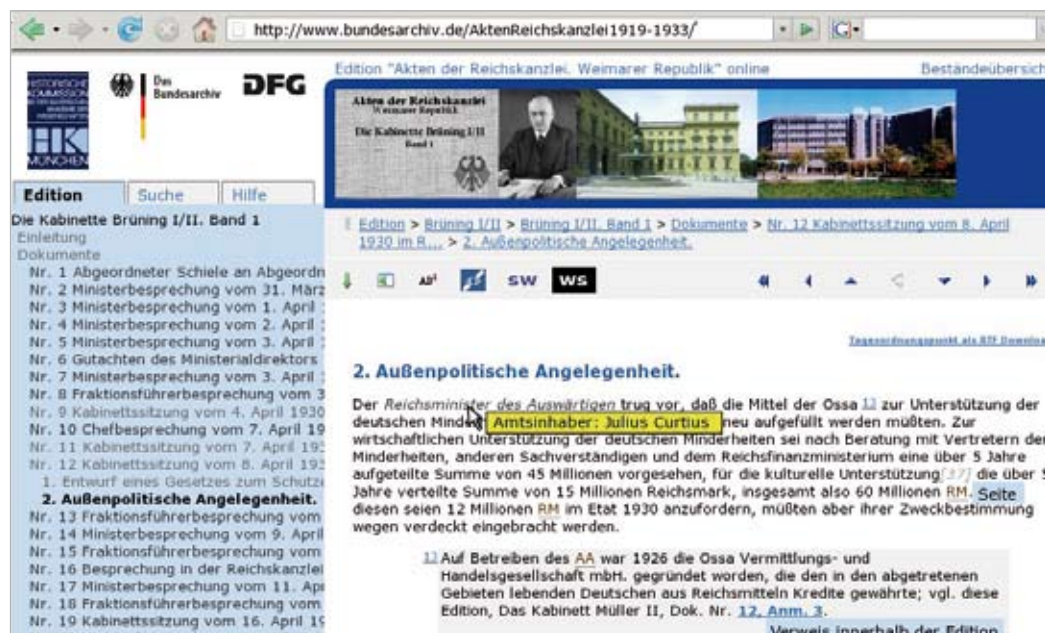 http://www.bundesarchiv.de/AktenReichskanzlei1919-1933/
HISTORISCHE
KOMMISSION
HK
MÜNCHEN
Das
Bundesarchiv
DFG
Edition "Akten der Reichskanzlei. Weimarer Republik" online
Beständeübersich
Akten der Reichskanzlei
Weimarer Republik
Die Kabinette Brüning I/II
Band 1
Edition
Suche
Hilfe
Die Kabinette Brüning I/II. Band 1
Einleitung
Dokumente
Nr. 1 Abgeordneter Schiele an Abgeordn
Nr. 2 Ministerbesprechung vom 31. März
Nr. 3 Ministerbesprechung vom 1. April
Nr. 4 Ministerbesprechung vom 2. April
Nr. 5 Ministerbesprechung vom 3. April
Nr. 6 Gutachten des Ministerialdirektors
Nr. 7 Ministerbesprechung vom 3. April
Nr. 8 Fraktionsführerbesprechung vom 3
Nr. 9 Kabinettssitzung vom 4. April 1930
Nr. 10 Chefbesprechung vom 7. April 19
Nr. 11 Kabinettssitzung vom 7. April 193
Nr. 12 Kabinettssitzung vom 8. April 193
1. Entwurf eines Gesetzes zum Schutze
2. Außenpolitische Angelegenheit.
Nr. 13 Fraktionsführerbesprechung vom
Nr. 14 Ministerbesprechung vom 9. April
Nr. 15 Fraktionsführerbesprechung vom
Nr. 16 Besprechung in der Reichskanzlei
Nr. 17 Ministerbesprechung vom 11. Apr
Nr. 18 Fraktionsführerbesprechung vom
Nr. 19 Kabinettssitzung vom 16. April 19
Edition > Brüning I/II > Brüning I/II. Band 1 > Dokumente > Nr. 12 Kabinettssitzung vom 8. April
1930 im R... > 2. Außenpolitische Angelegenheit.
SW WS
Tagesordnungspunkt als RTF Downloa
2. Außenpolitische Angelegenheit.
Der Reichsminister des Auswärtigen trug vor, daß die Mittel der Ossa 12 zur Unterstützung der
deutschen Mind Amtsinhaber: Julius Curtius neu aufgefüllt werden müßten. Zur
wirtschaftlichen Unterstützung der deutschen Minderheiten sei nach Beratung mit Vertretern der
Minderheiten, anderen Sachverständigen und dem Reichsfinanzministerium eine über 5 Jahre
aufgeteilte Summe von 45 Millionen vorgesehen, für die kulturelle Unterstützung [37] die über 5
Jahre verteilte Summe von 15 Millionen Reichsmark, insgesamt also 60 Millionen RM. Seite
diesen seien 12 Millionen RM im Etat 1930 anzufordern, müßten aber ihrer Zweckbestimmung
wegen verdeckt eingebracht werden.
12 Auf Betreiben des AA war 1926 die Ossa Vermittlungs- und
Handelsgesellschaft mbH. gegründet worden, die den in den abgetretenen
Gebieten lebenden Deutschen aus Reichsmitteln Kredite gewährte; vgl. diese
Edition, Das Kabinett Müller II, Dok. Nr. 12, Anm. 3.
Verweis innerhalb der Edition